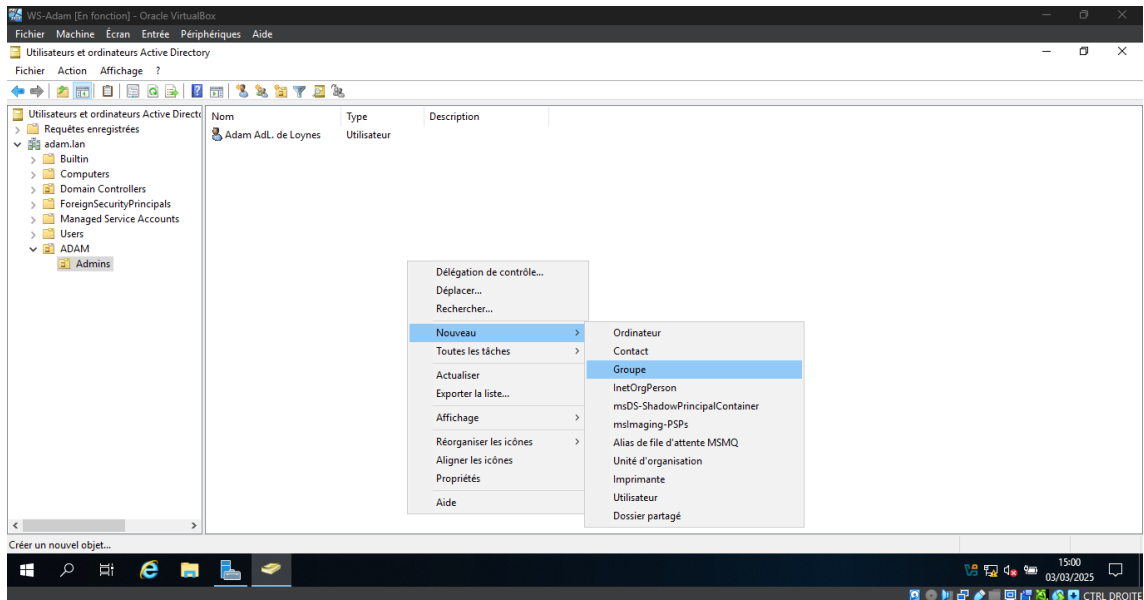 WS-Adam [En fonction] - Oracle VirtualBox
Fichier Machine Écran Entrée Périphériques Aide
Utilisateurs et ordinateurs Active Directory
Fichier Action Affichage ?
Utilisateurs et ordinateurs Active Directo
Requêtes enregistrées
adam.lan
Builtin
Computers
Domain Controllers
ForeignSecurityPrincipals
Managed Service Accounts
Users
ADAM
Admins
Nom Type Description
Adam AdL. de Loynes Utilisateur
Délégation de contrôle...
Déplacer...
Rechercher...
Nouveau
Toutes les tâches
Actualiser
Exporter la liste...
Affichage
Réorganiser les icônes
Aligner les icônes
Propriétés
Aide
Ordinateur
Contact
Groupe
InetOrgPerson
msDS-ShadowPrincipalContainer
msImaging-PSPs
Alias de file d'attente MSMQ
Unité d'organisation
Imprimante
Utilisateur
Dossier partagé
Créer un nouvel objet...
15:00
03/03/2025
CTRL DROITE